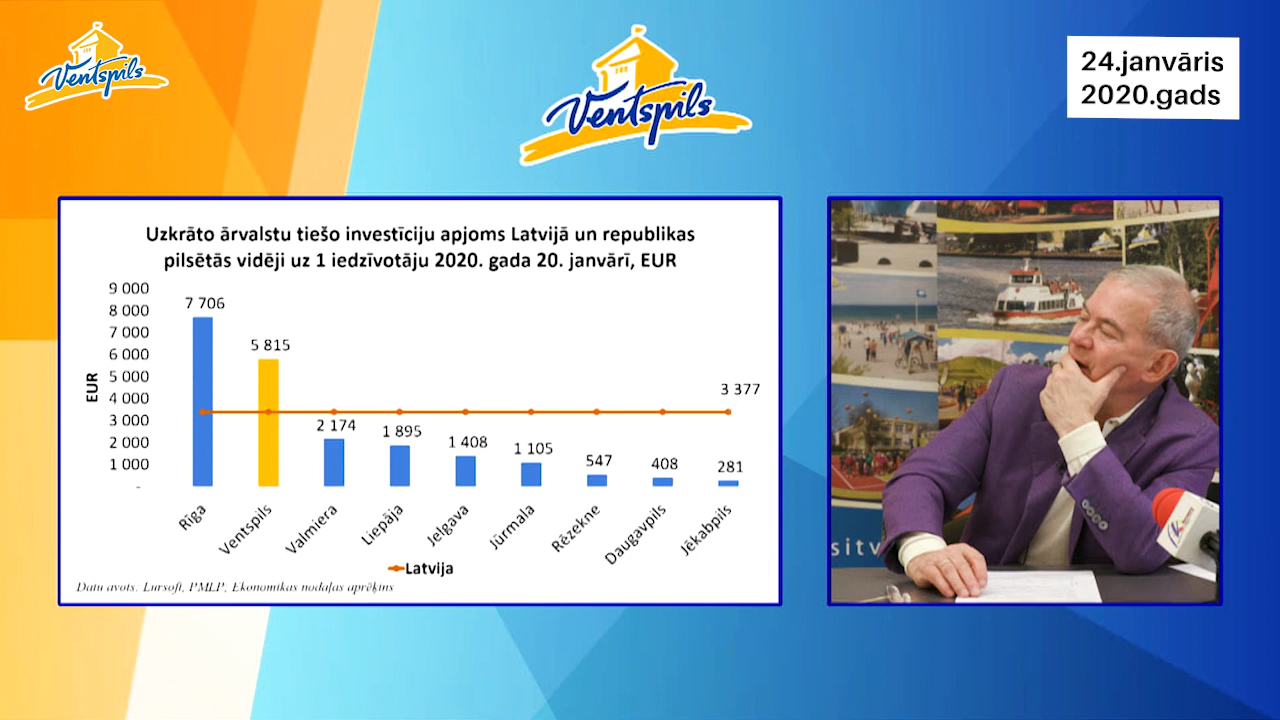 Ventspils
Ventspils
24.janvāris
2020.gads
Uzkrāto ārvalstu tiešo investīciju apjoms Latvijā un republikas
pilsētās vidēji uz 1 iedzīvotāju 2020. gada 20. janvārī, EUR
EUR
9 000
8 000
7 000
6 000
5 000
4 000
3 000
2 000
1 000
-
7 706
5 815
2 174
1 895
1 408
1 105
547
408
281
3 377
Rīga
Ventspils
Valmiera
Liepāja
Jelgava
Jūrmala
Rēzekne
Daugavpils
Jēkabpils
Latvija
Datu avots: Lursoft, PMLP, Ekonomikas nodaļas aprēķins